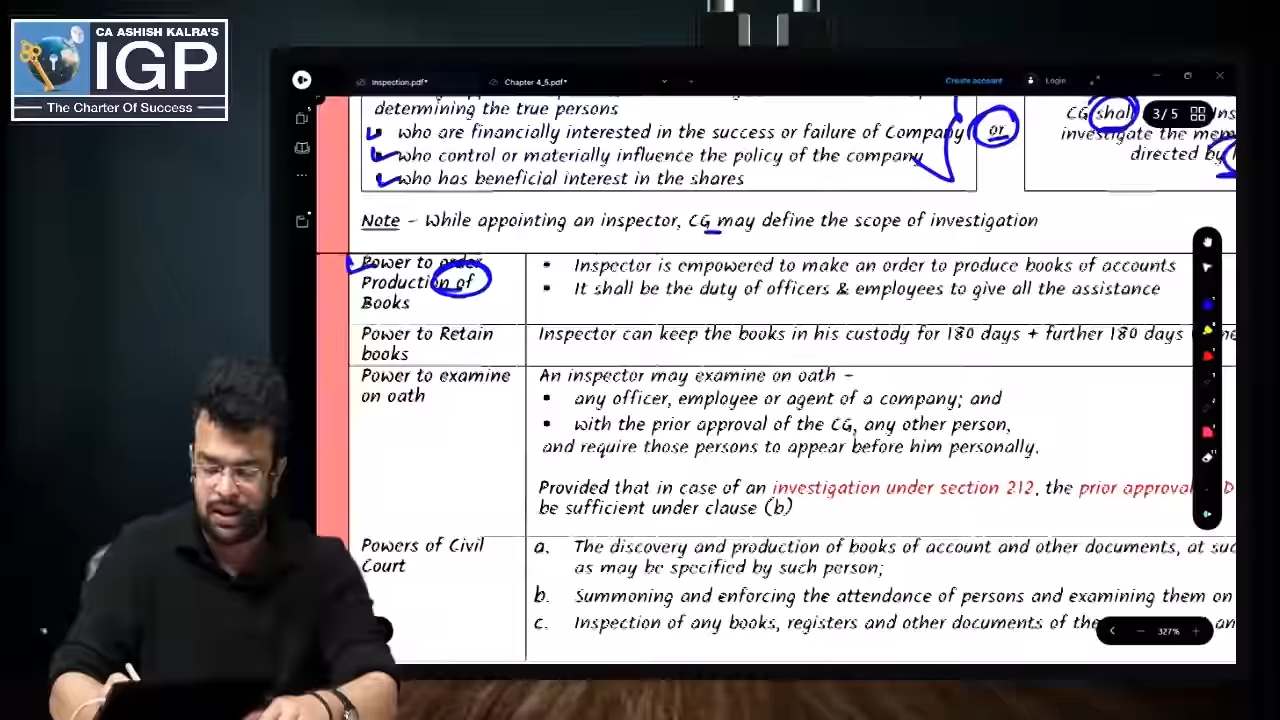 CA ASHISH KALRA'S
IGP
The Charter Of Success
Inspection.pdf*
Chapter 4_5.pdf*
Create account
Login
determining the true persons
who are financially interested in the success or failure of Company
or
who control or materially influence the policy of the company
who has beneficial interest in the shares
CG shall
3/5
investigate the mem
directed by
Note - While appointing an inspector, CG may define the scope of investigation
Power to order
Production of
Books
Inspector is empowered to make an order to produce books of accounts
It shall be the duty of officers & employees to give all the assistance
Power to Retain
books
Inspector can keep the books in his custody for 180 days + further 180 days
Power to examine
on oath
An inspector may examine on oath -
any officer, employee or agent of a company; and
with the prior approval of the CG, any other person,
and require those persons to appear before him personally.
Provided that in case of an investigation under section 212, the prior approval
be sufficient under clause (b)
Powers of Civil
Court
a. The discovery and production of books of account and other documents, at suc
as may be specified by such person;
b. Summoning and enforcing the attendance of persons and examining them on
c. Inspection of any books, registers and other documents of the
327%